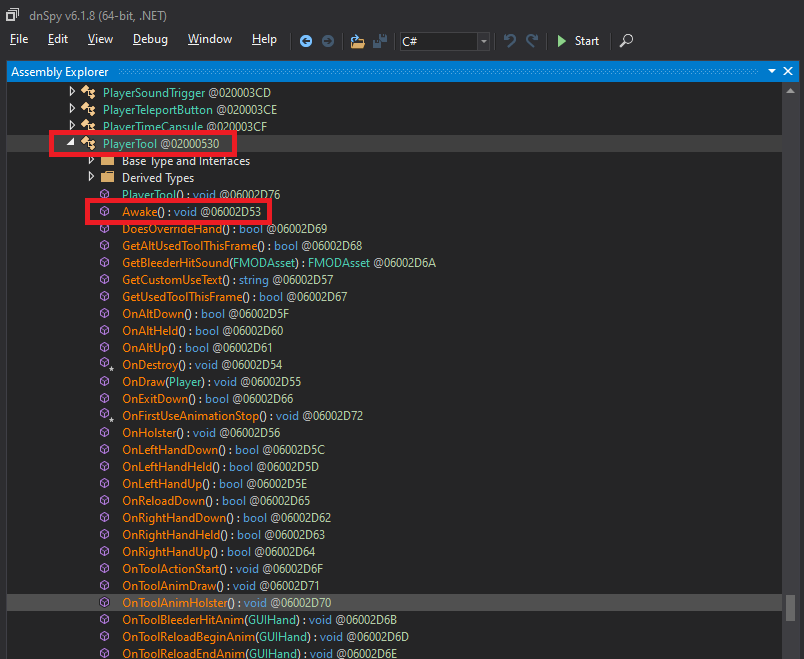 dnSpy v6.1.8 (64-bit, .NET)
File Edit View Debug Window Help C# Start
Assembly Explorer
PlayerSoundTrigger @020003CD
PlayerTeleportButton @020003CE
PlayerTimeCapsule @020003CF
PlayerTool @02000530
Base Type and Interfaces
Derived Types
PlayerTool() : void @06002D76
Awake() : void @06002D53
DoesOverrideHand() : bool @06002D69
GetAltUsedToolThisFrame() : bool @06002D68
GetBleederHitSound(FMODAsset) : FMODAsset @06002D6A
GetCustomUseText() : string @06002D57
GetUsedToolThisFrame() : bool @06002D67
OnAltDown() : bool @06002D5F
OnAltHeld() : bool @06002D60
OnAltUp() : bool @06002D61
OnDestroy() : void @06002D54
OnDraw(Player) : void @06002D55
OnExitDown() : bool @06002D66
OnFirstUseAnimationStop() : void @06002D72
OnHolster() : void @06002D56
OnLeftHandDown() : bool @06002D5C
OnLeftHandHeld() : bool @06002D5D
OnLeftHandUp() : bool @06002D5E
OnReloadDown() : bool @06002D65
OnRightHandDown() : bool @06002D62
OnRightHandHeld() : bool @06002D63
OnRightHandUp() : bool @06002D64
OnToolActionStart() : void @06002D6F
OnToolAnimDraw() : void @06002D71
OnToolAnimHolster() : void @06002D70
OnToolBleederHitAnim(GUIHand) : void @06002D6B
OnToolReloadBeginAnim(GUIHand) : void @06002D6D
OnToolReloadEndAnim(GUIHand) : void @06002D6E